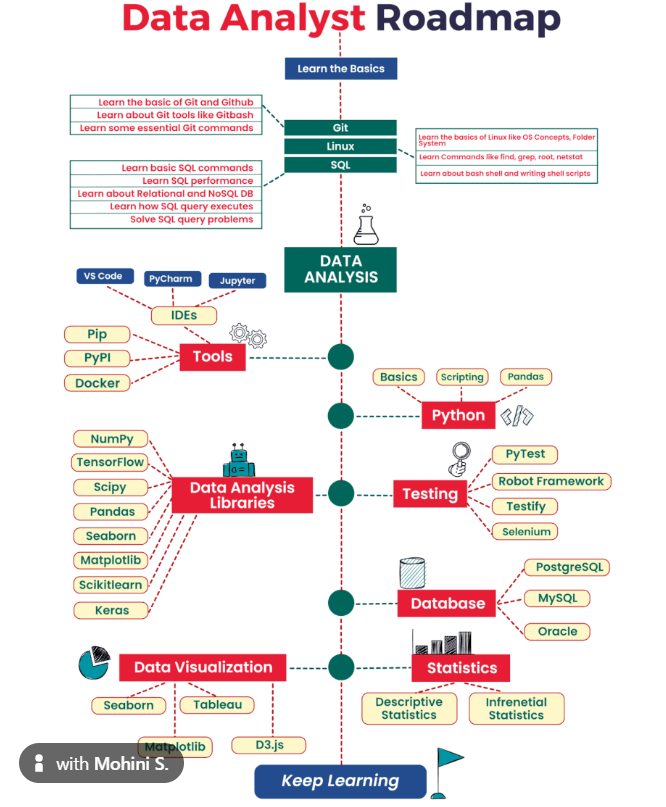 Data Analyst Roadmap
Learn the Basics
Learn the basic of Git and Github
Learn about Git tools like Gitbash
Learn some essential Git commands
Git
Linux
SQL
Learn the basics of Linux like OS Concepts, Folder
System
Learn Commands like find, grep, root, netstat
Learn about bash shell and writing shell scripts
Learn basic SQL commands
Learn SQL performance
Learn about Relational and NoSQL DB
Learn how SQL query executes
Solve SQL query problems
DATA
ANALYSIS
VS Code
PyCharm
Jupyter
IDEs
Pip
PyPI
Docker
Tools
Basics
Scripting
Pandas
Python
NumPy
TensorFlow
Scipy
Pandas
Seaborn
Matplotlib
Scikitlearn
Keras
Data Analysis
Libraries
Testing
PyTest
Robot Framework
Testify
Selenium
Database
PostgreSQL
MySQL
Oracle
Data Visualization
Seaborn
Tableau
Matplotlib
D3.js
Statistics
Descriptive
Statistics
Infrenetial
Statistics
with Mohini S.
Keep Learning